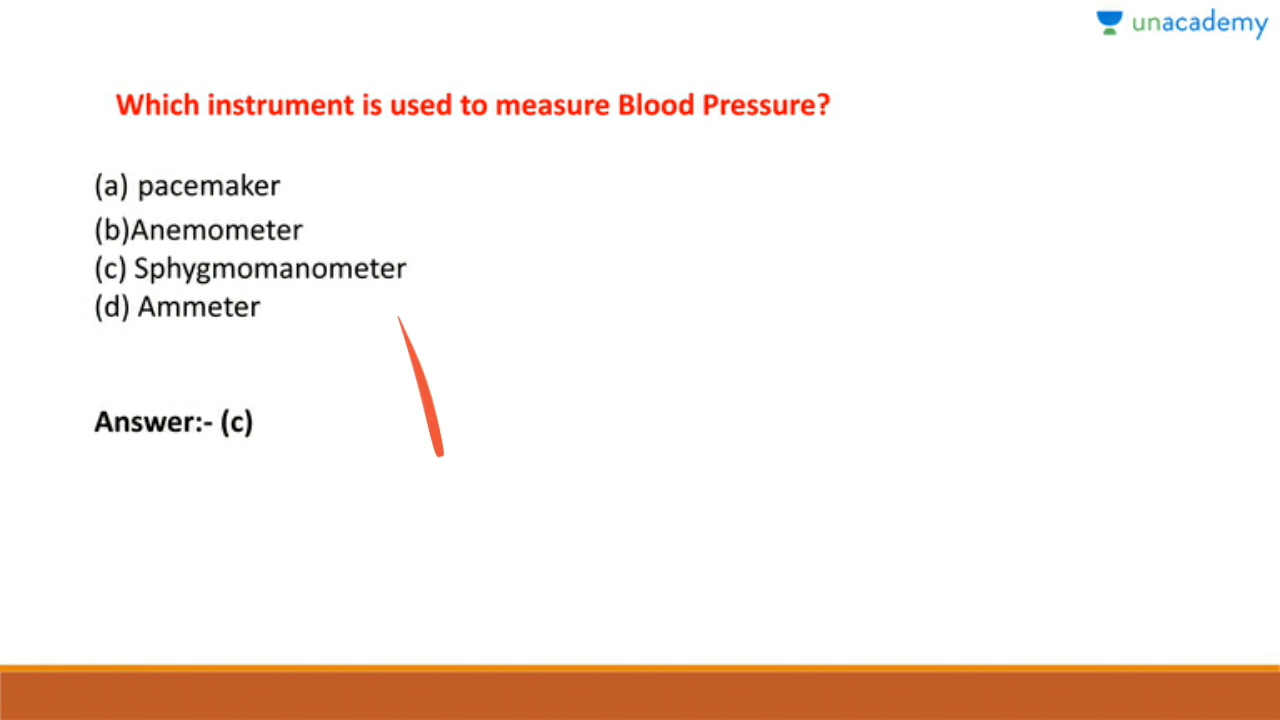 unacademy
Which instrument is used to measure Blood Pressure?
(a) pacemaker
(b)Anemometer
(c) Sphygmomanometer
(d) Ammeter
Answer:- (c)